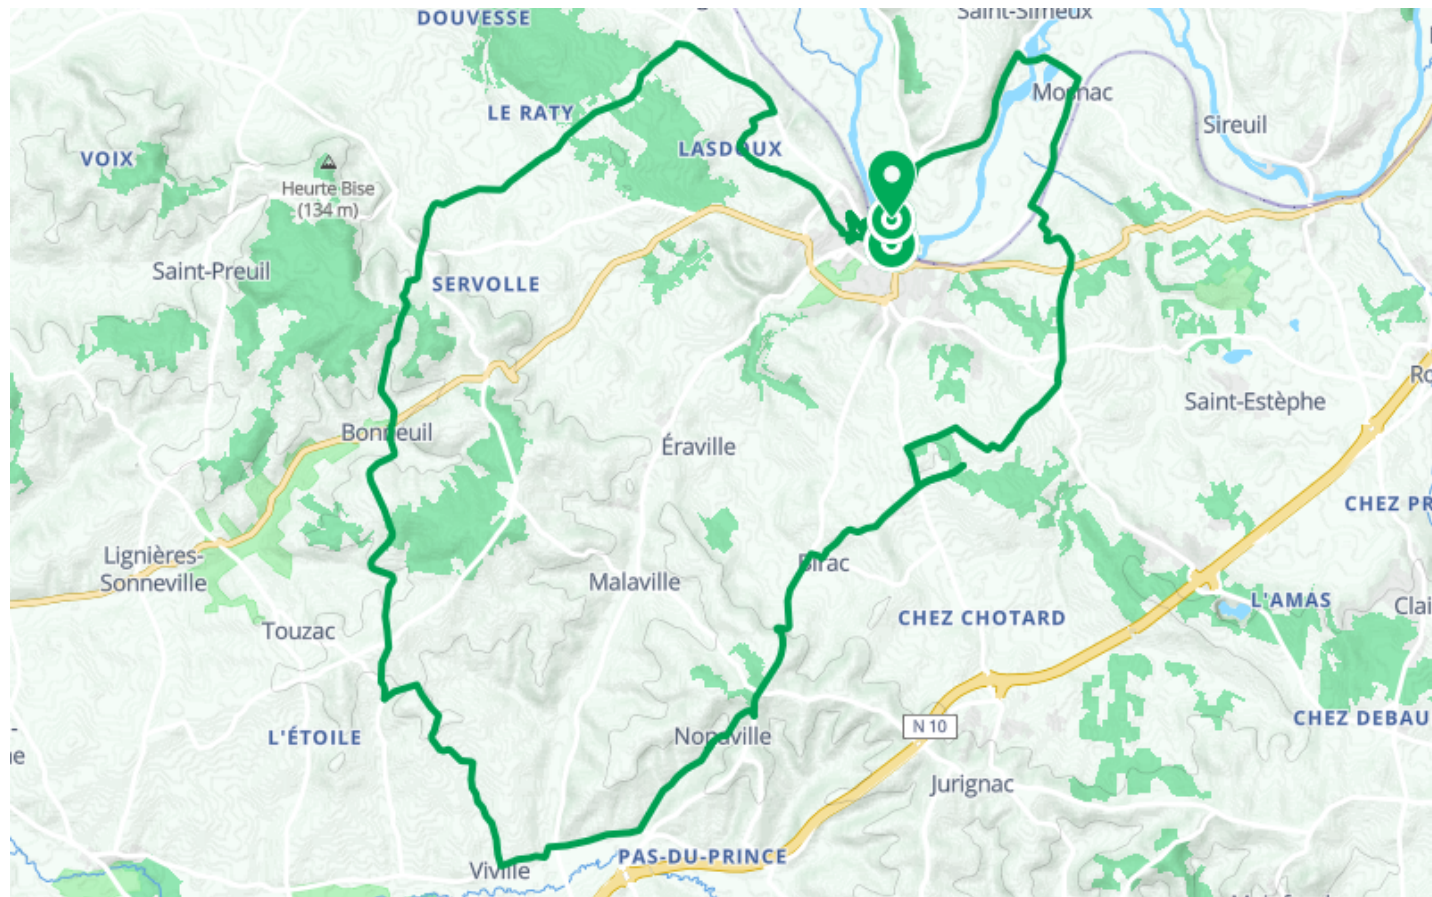 DOUVESSE
Saint-Simeux
LE RATY
Mosnac
Sireuil
VOIX
LASDOUX
Heurte Bise
(134 m)
Saint-Preuil
SERVOLLE
Saint-Estèphe
Bonneuil
Éraville
CHEZ PR
Lignières-
Sonneville
Birac
Malaville
L'AMAS
Clai
CHEZ CHOTARD
Touzac
CHEZ DEBAU
N 10
L'ÉTOILE
Nonaville
Jurignac
PAS-DU-PRINCE
Viville